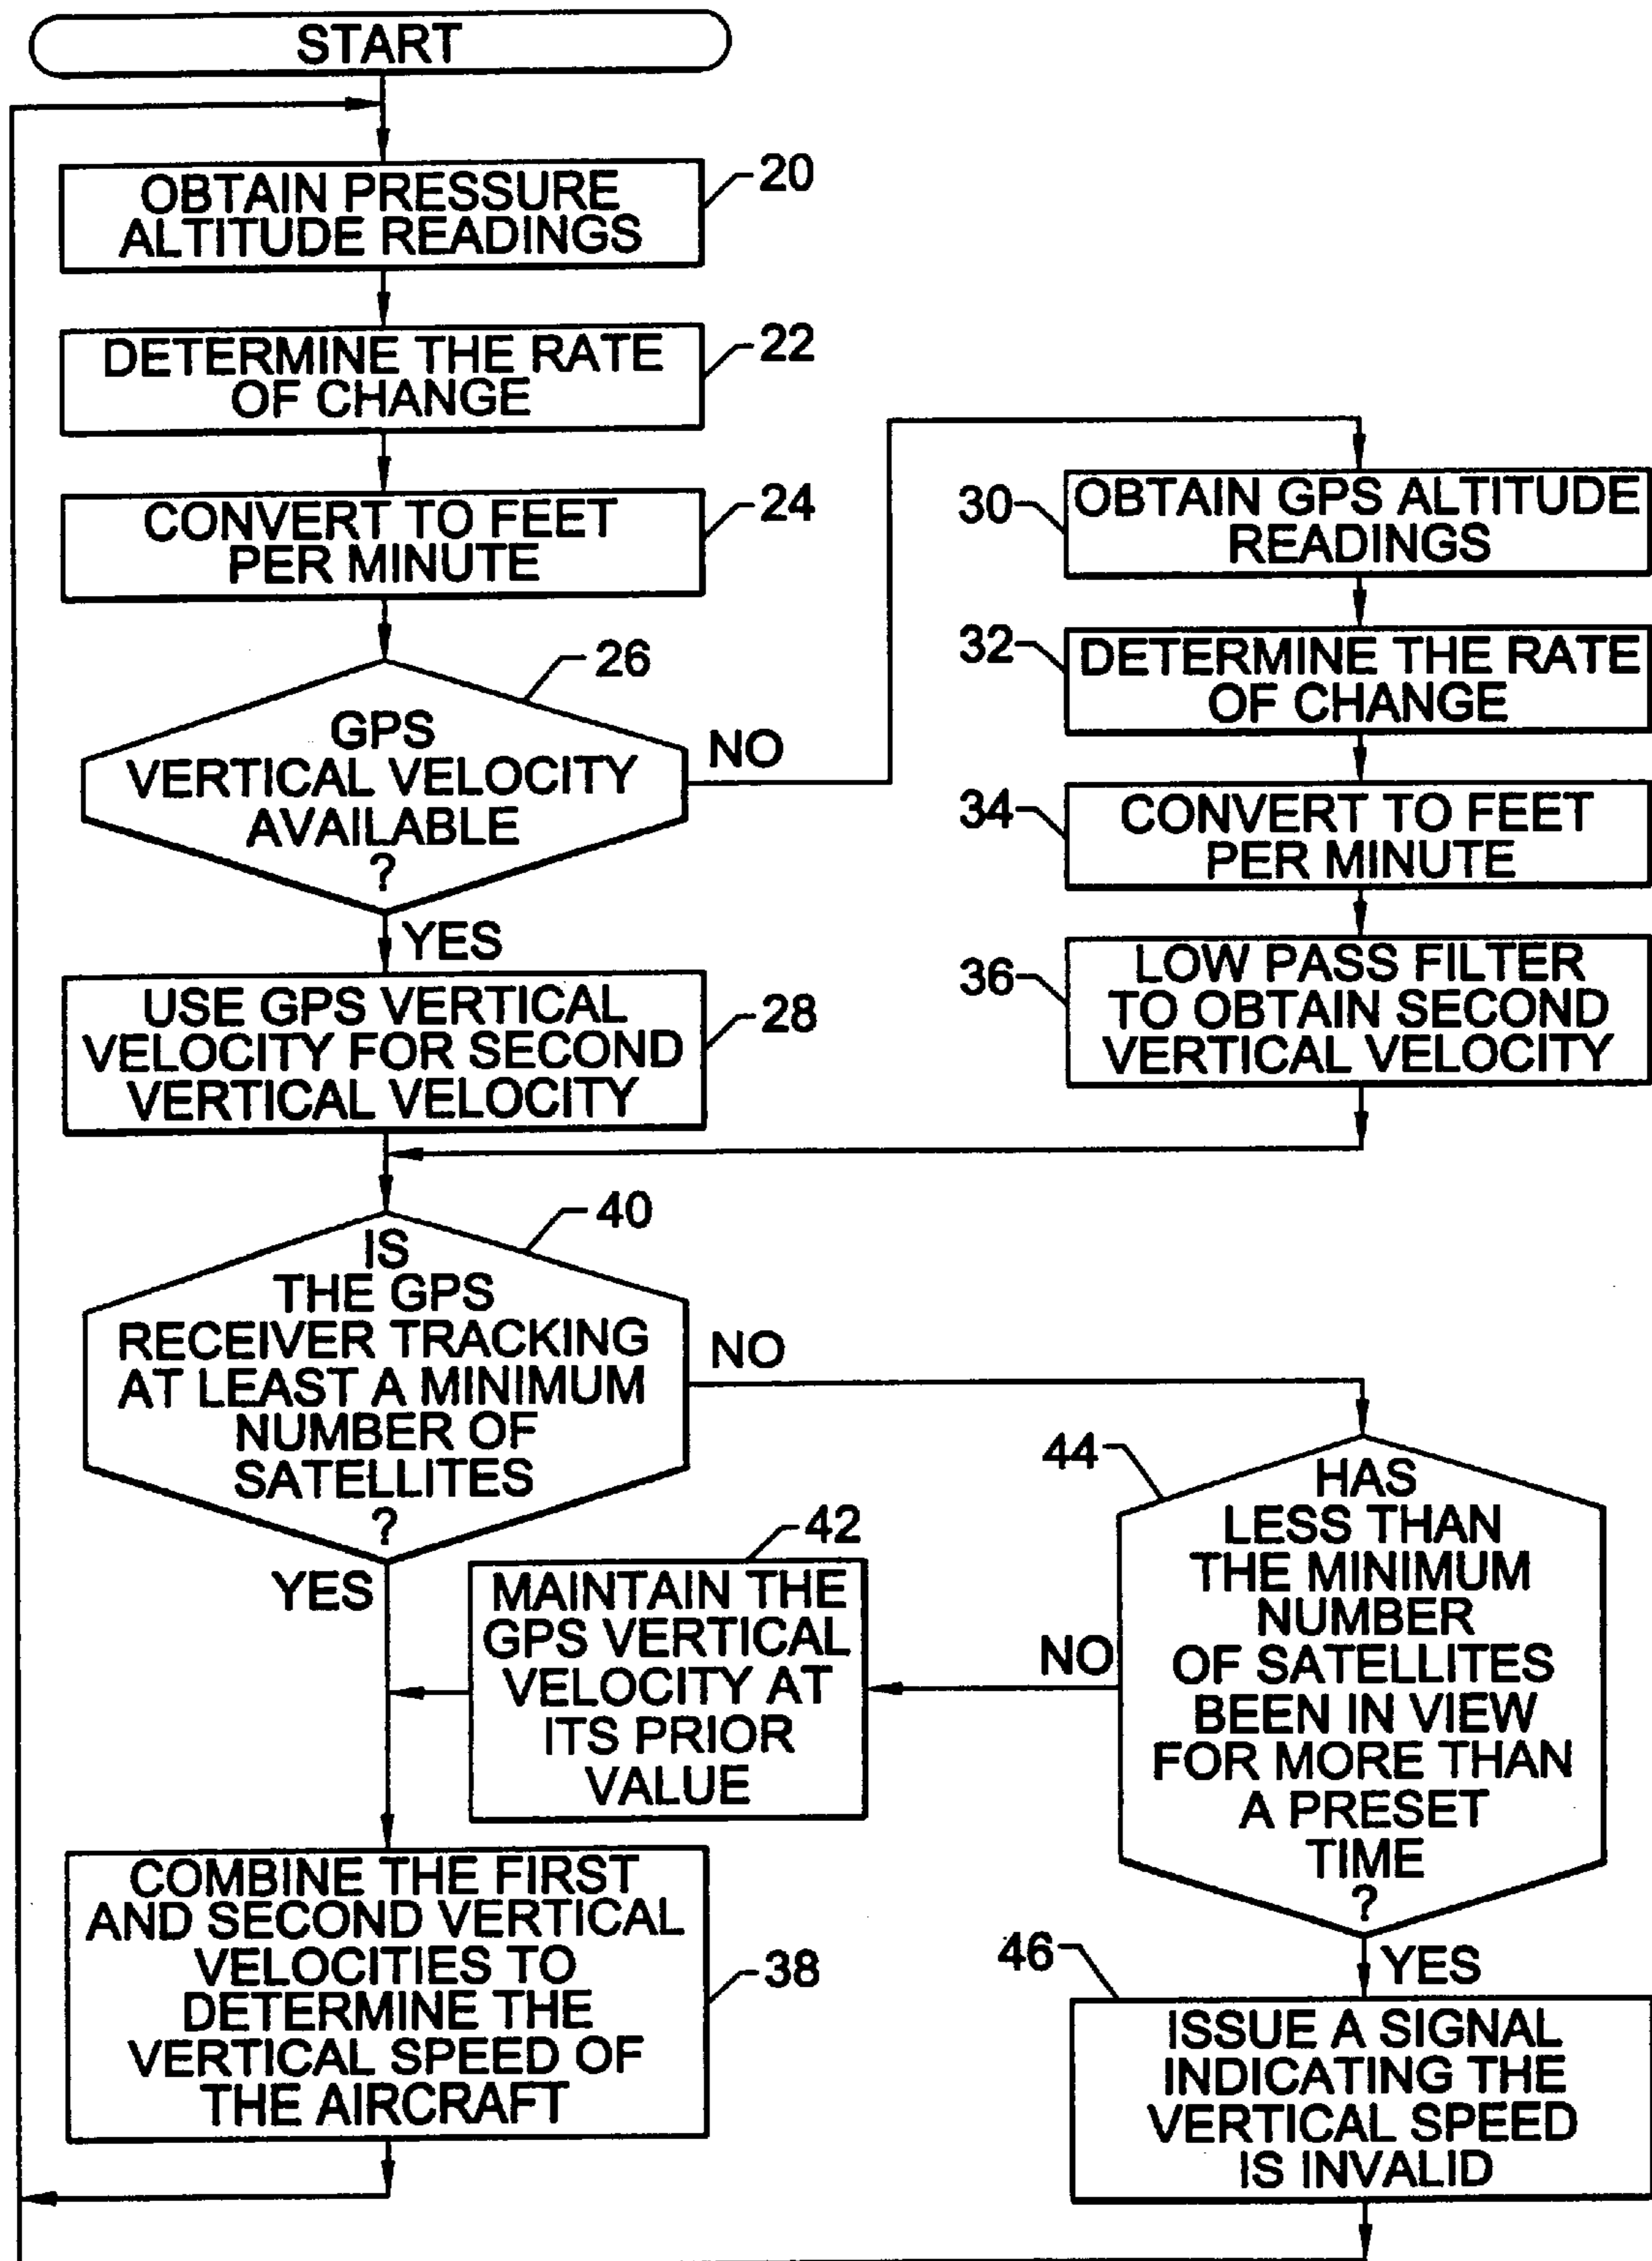 START
OBTAIN PRESSURE
ALTITUDE READINGS
20
DETERMINE THE RATE
OF CHANGE
22
CONVERT TO FEET
PER MINUTE
24
GPS
VERTICAL VELOCITY
AVAILABLE
?
26
NO
YES
USE GPS VERTICAL
VELOCITY FOR SECOND
VERTICAL VELOCITY
28
30
OBTAIN GPS ALTITUDE
READINGS
32
DETERMINE THE RATE
OF CHANGE
34
CONVERT TO FEET
PER MINUTE
36
LOW PASS FILTER
TO OBTAIN SECOND
VERTICAL VELOCITY
40
IS
THE GPS
RECEIVER TRACKING
AT LEAST A MINIMUM
NUMBER OF
SATELLITES
?
NO
YES
44
HAS
LESS THAN
THE MINIMUM
NUMBER
OF SATELLITES
BEEN IN VIEW
FOR MORE THAN
A PRESET
TIME
?
NO
YES
42
MAINTAIN THE
GPS VERTICAL
VELOCITY AT
ITS PRIOR
VALUE
COMBINE THE FIRST
AND SECOND VERTICAL
VELOCITIES TO
DETERMINE THE
VERTICAL SPEED OF
THE AIRCRAFT
38
46
ISSUE A SIGNAL
INDICATING THE
VERTICAL SPEED
IS INVALID